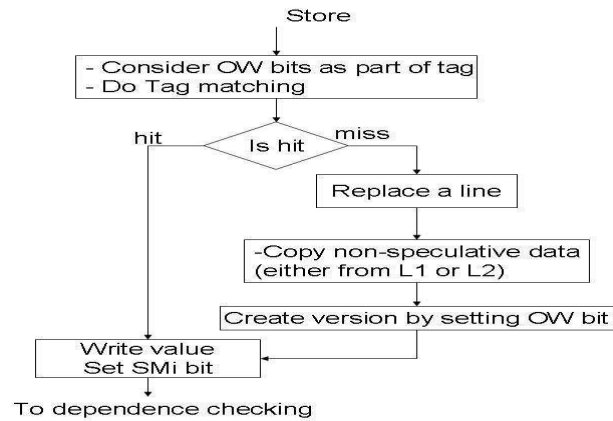 Store
- Consider OW bits as part of tag
- Do Tag matching
hit
Is hit
miss
Replace a line
-Copy non-speculative data
(either from L1 or L2)
Create version by setting OW bit
Write value
Set SMi bit
To dependence checking